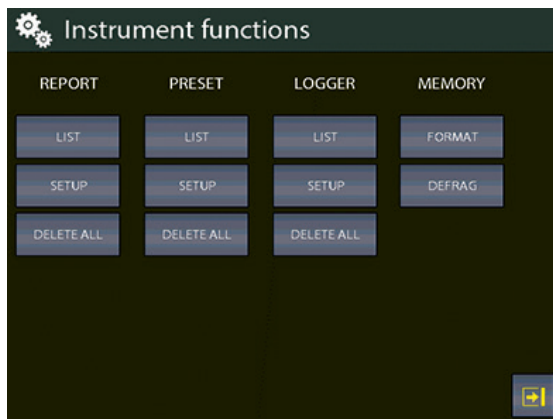 Instrument functions
REPORT PRESET LOGGER MEMORY
LIST LIST LIST FORMAT
SETUP SETUP SETUP DEFRAG
DELETE ALL DELETE ALL DELETE ALL